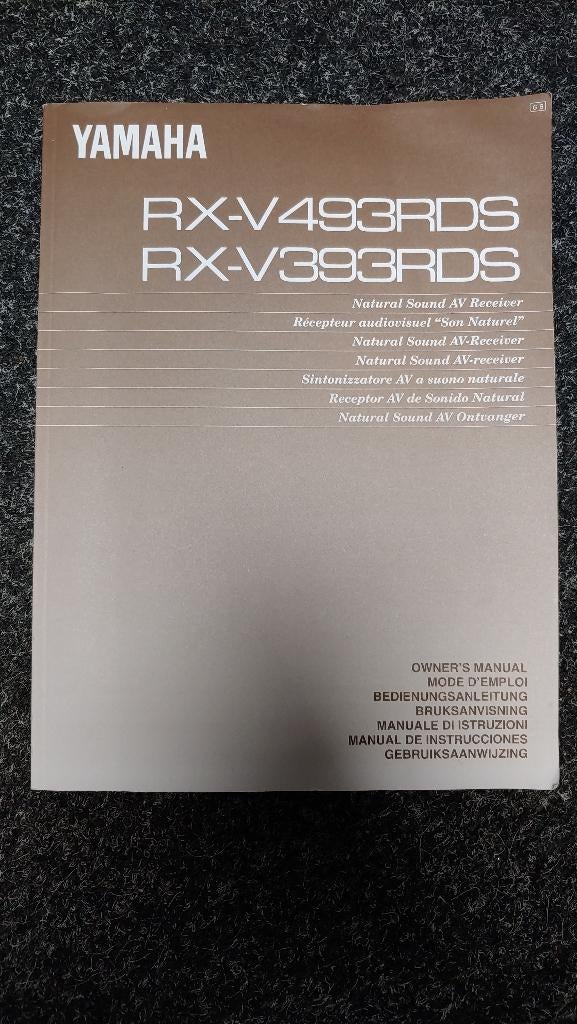 GB
YAMAHA
RX-V493RDS
RX-V393RDS
Natural Sound AV Receiver
Récepteur audiovisuel "Son Naturel"
Natural Sound AV-Receiver
Natural Sound AV-receiver
Sintonizzatore AV a suono naturale
Receptor AV de Sonido Natural
Natural Sound AV Ontvanger
OWNER'S MANUAL
MODE D'EMPLOI
BEDIENUNGSANLEITUNG
BRUKSANVISNING
MANUALE DI ISTRUZIONI
MANUAL DE INSTRUCCIONES
GEBRUIKSAANWIJZING